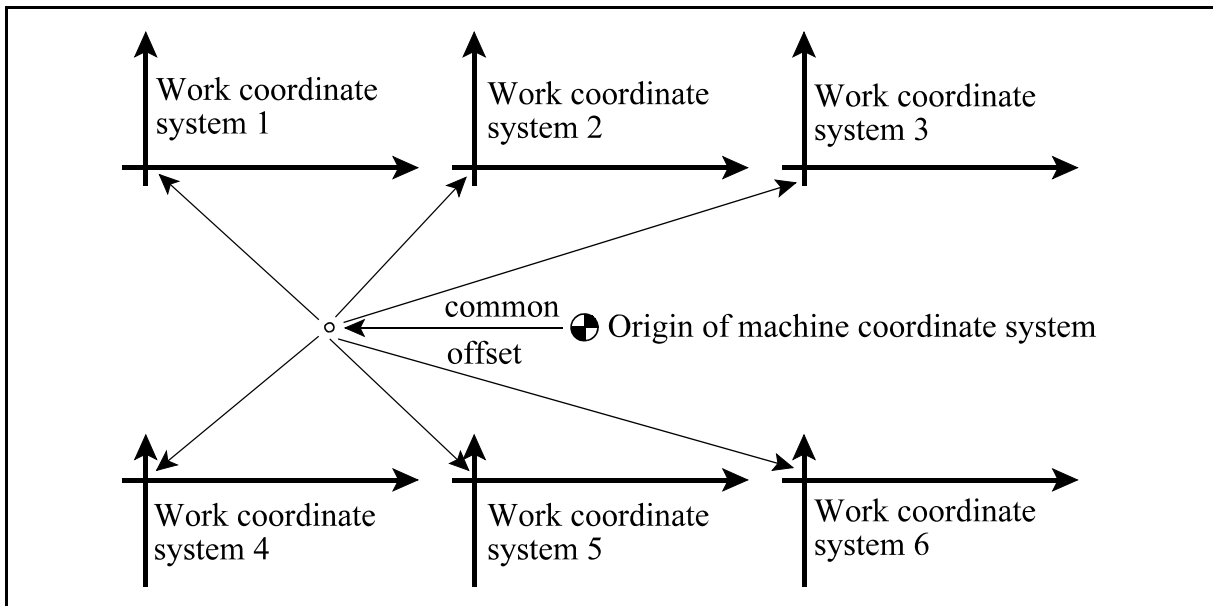 Work coordinate
system 1
Work coordinate
system 2
Work coordinate
system 3
common
offset
Origin of machine coordinate system
Work coordinate
system 4
Work coordinate
system 5
Work coordinate
system 6